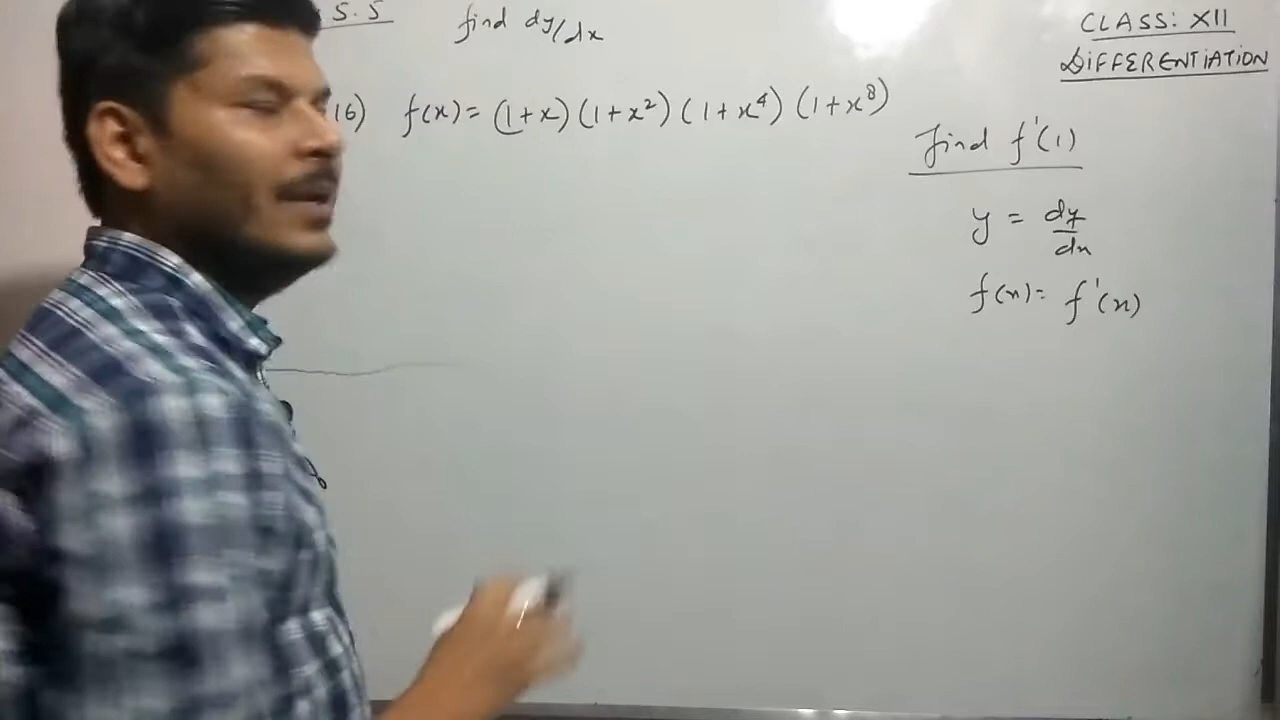 5.5
find dy/dx
CLASS: XII
DIFFERENTIATION
16) f(x) = (1+x) (1+x²) (1+x⁴) (1+x⁸)
find f'(1)
y = dy/dx
f(x) = f'(x)